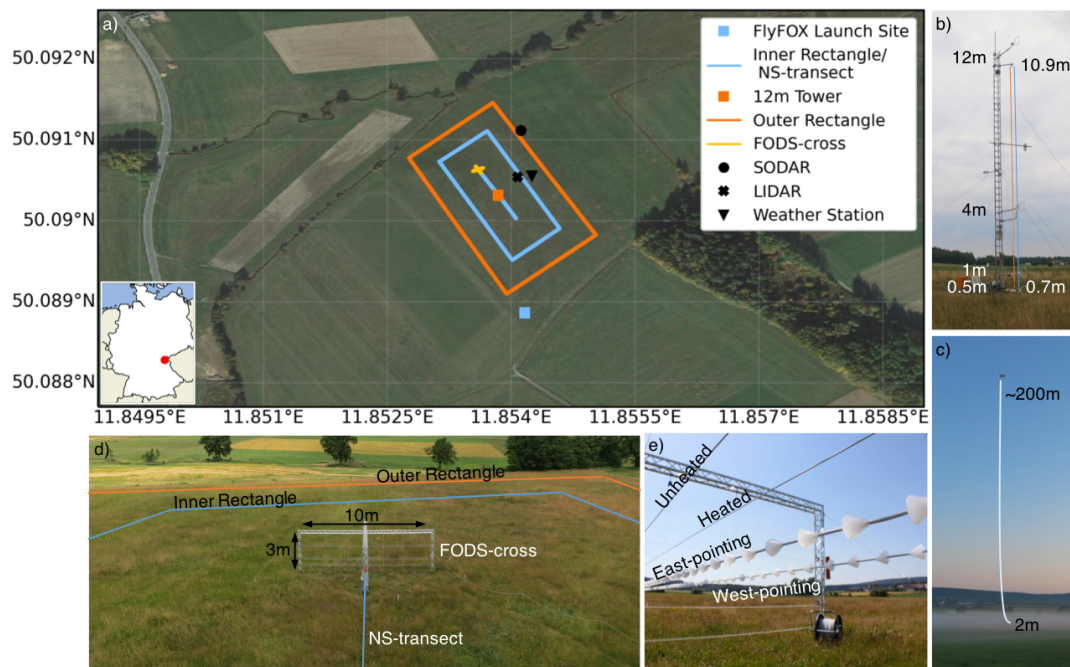 a)
50.092°N
50.091°N
50.09°N
50.089°N
50.088°N
11.8495°E
11.851°E
11.8525°E
11.854°E
11.8555°E
11.857°E
11.8585°E
FlyFOX Launch Site
Inner Rectangle/
NS-transect
12m Tower
Outer Rectangle
FODS-cross
SODAR
LIDAR
Weather Station
b)
12m
10.9m
4m
1m
0.5m
0.7m
c)
~200m
2m
d)
Outer Rectangle
Inner Rectangle
10m
3m
FODS-cross
NS-transect
e)
Unheated
Heated
East-pointing
West-pointing